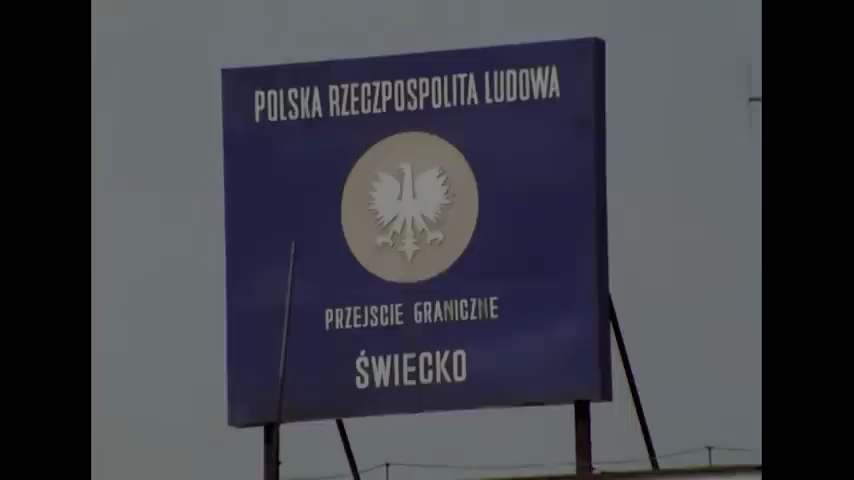 POLSKA RZECZPOSPOLITA LUDOWA
PRZEJSCIE GRANICZNE
ŚWIECKO